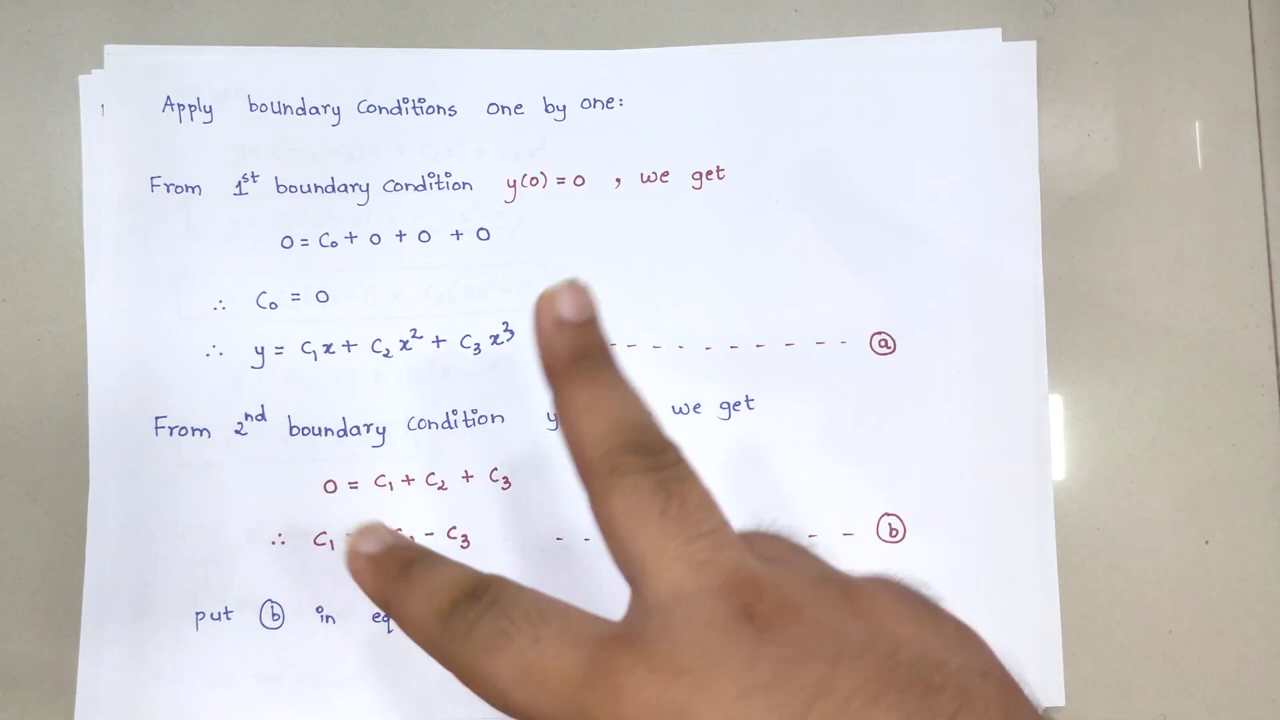 Apply boundary Conditions one by one:
From 1st boundary Condition y(0) = 0 , we get
0 = C₀ + 0 + 0 + 0
∴ C₀ = 0
∴ y = C₁x + C₂x² + C₃x³ - - - - - - - - - ⓐ
From 2nd boundary Condition y , we get
0 = C₁ + C₂ + C₃
∴ C₁ - C₃ - - - - ⓑ
put ⓑ in